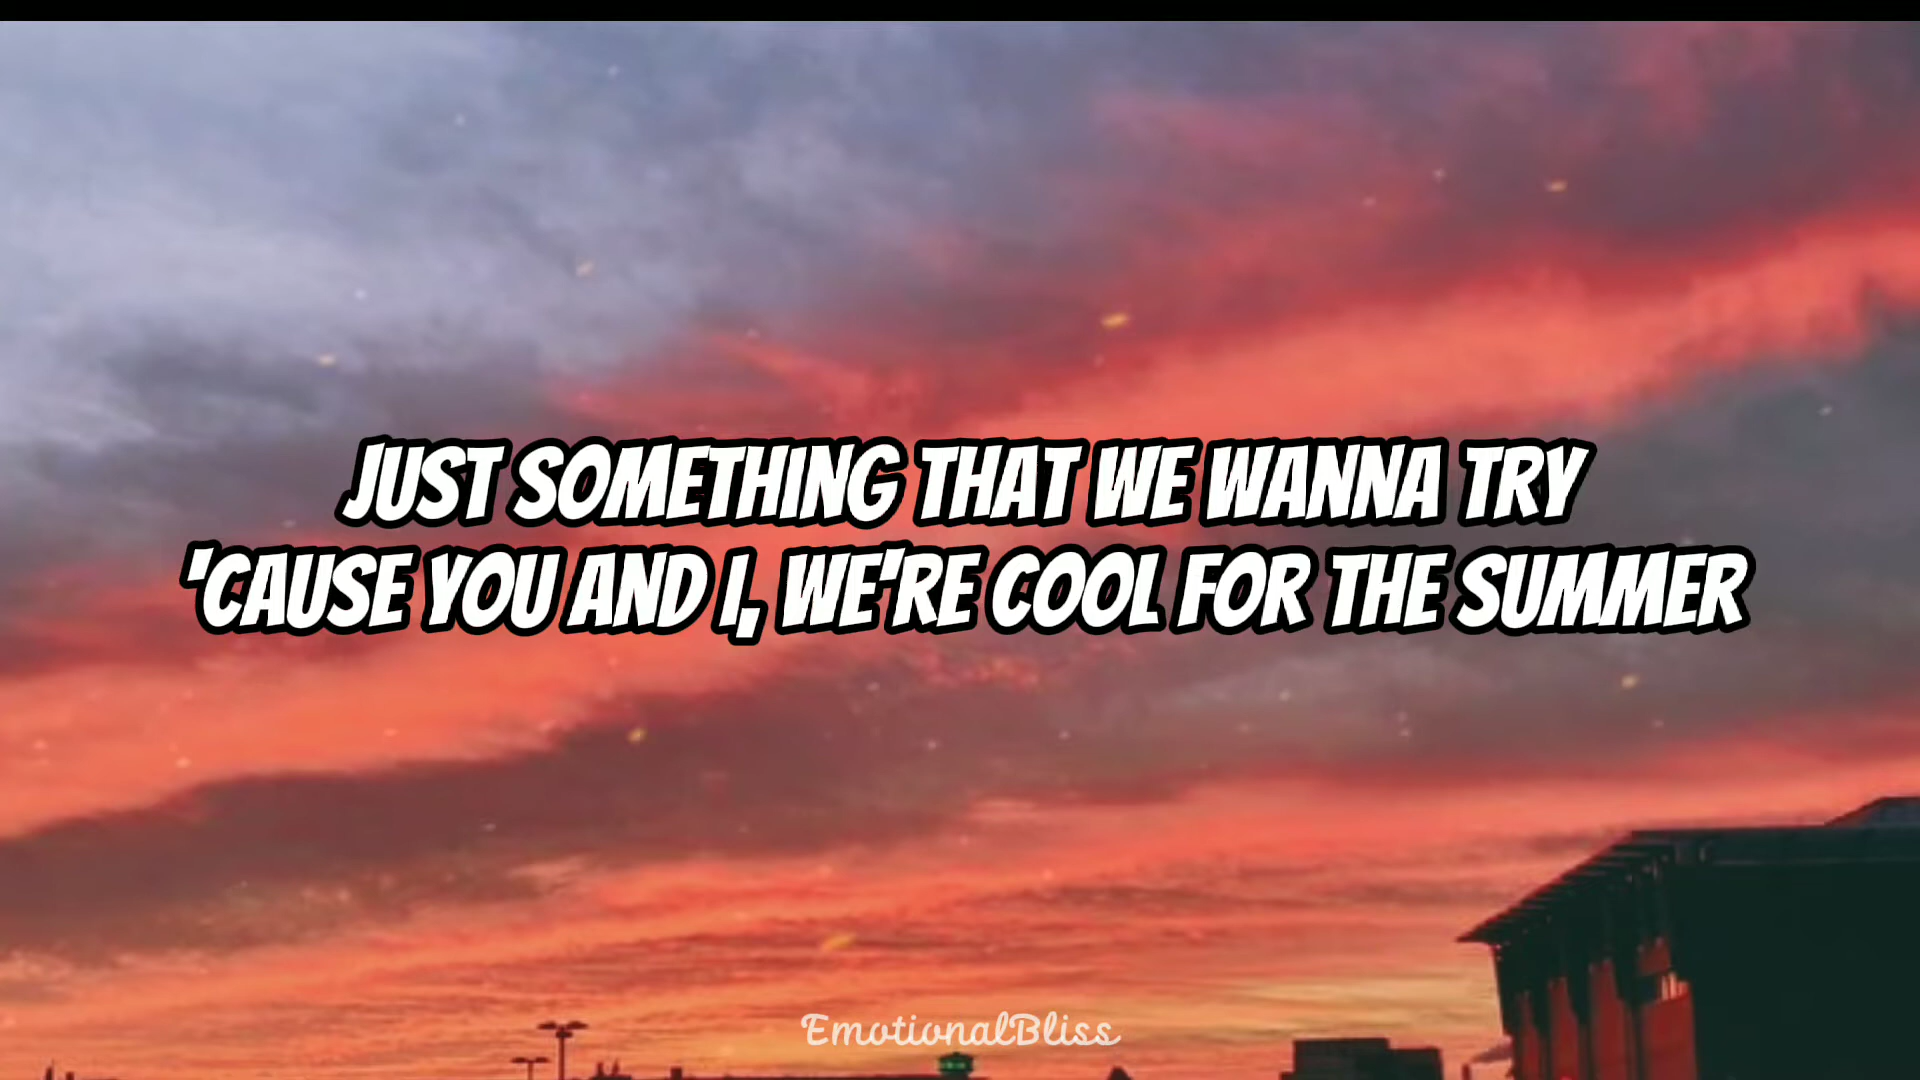 JUST SOMETHING THAT WE WANNA TRY
'CAUSE YOU AND I, WE'RE COOL FOR THE SUMMER
EmotionalBliss